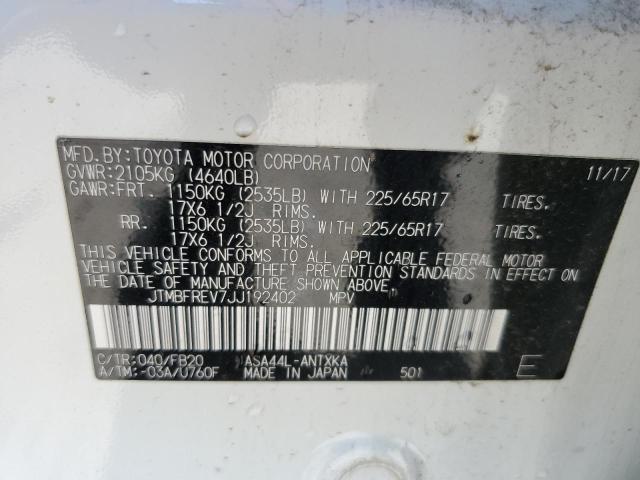 MFD.BY:TOYOTA MOTOR CORPORATION 11/17
GVWR:2105KG (4640LB)
GAWR:FRT. 1150KG (2535LB) WITH 225/65R17 TIRES.
17X6 1/2J RIMS.
RR. 1150KG (2535LB) WITH 225/65R17 TIRES.
17X6 1/2J RIMS.
THIS VEHICLE CONFORMS TO ALL APPLICABLE FEDERAL MOTOR
VEHICLE SAFETY AND THEFT PREVENTION STANDARDS IN EFFECT ON
THE DATE OF MANUFACTURE SHOWN ABOVE.
JTMBFREV7JJ192402 MPV
C/TR:040/FB20 ASA44L-ANTXKA
A/TM:-03A/U760F MADE IN JAPAN 501 E